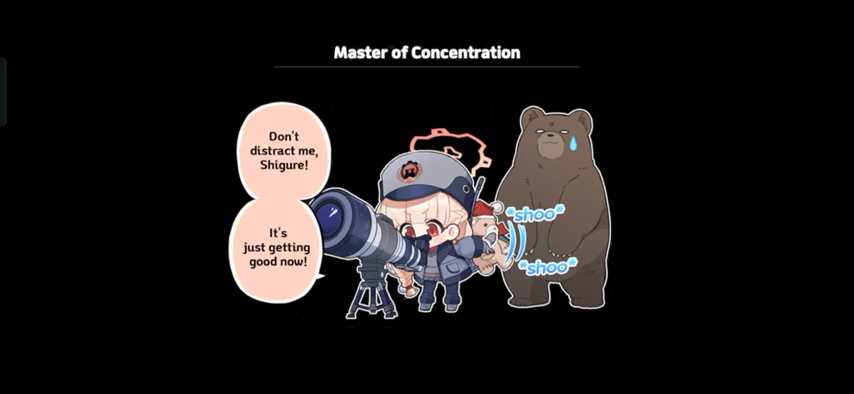 Master of Concentration
Don't
distract me,
Shigure!
It's
just getting
good now!
*shoo*
*shoo*